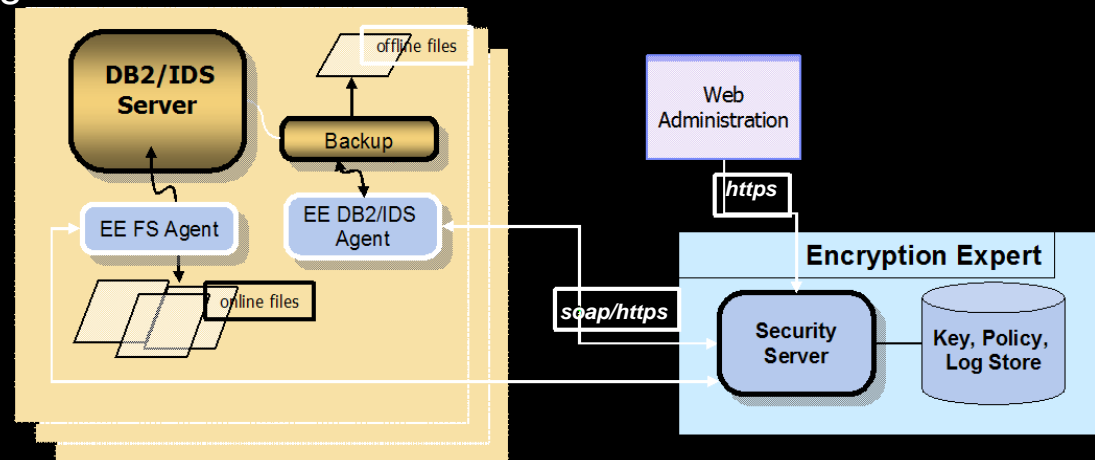 offline files
DB2/IDS
Server
Backup
Web
Administration
https
EE FS Agent
EE DB2/IDS
Agent
Encryption Expert
online files
soap/https
Security
Server
Key, Policy,
Log Store